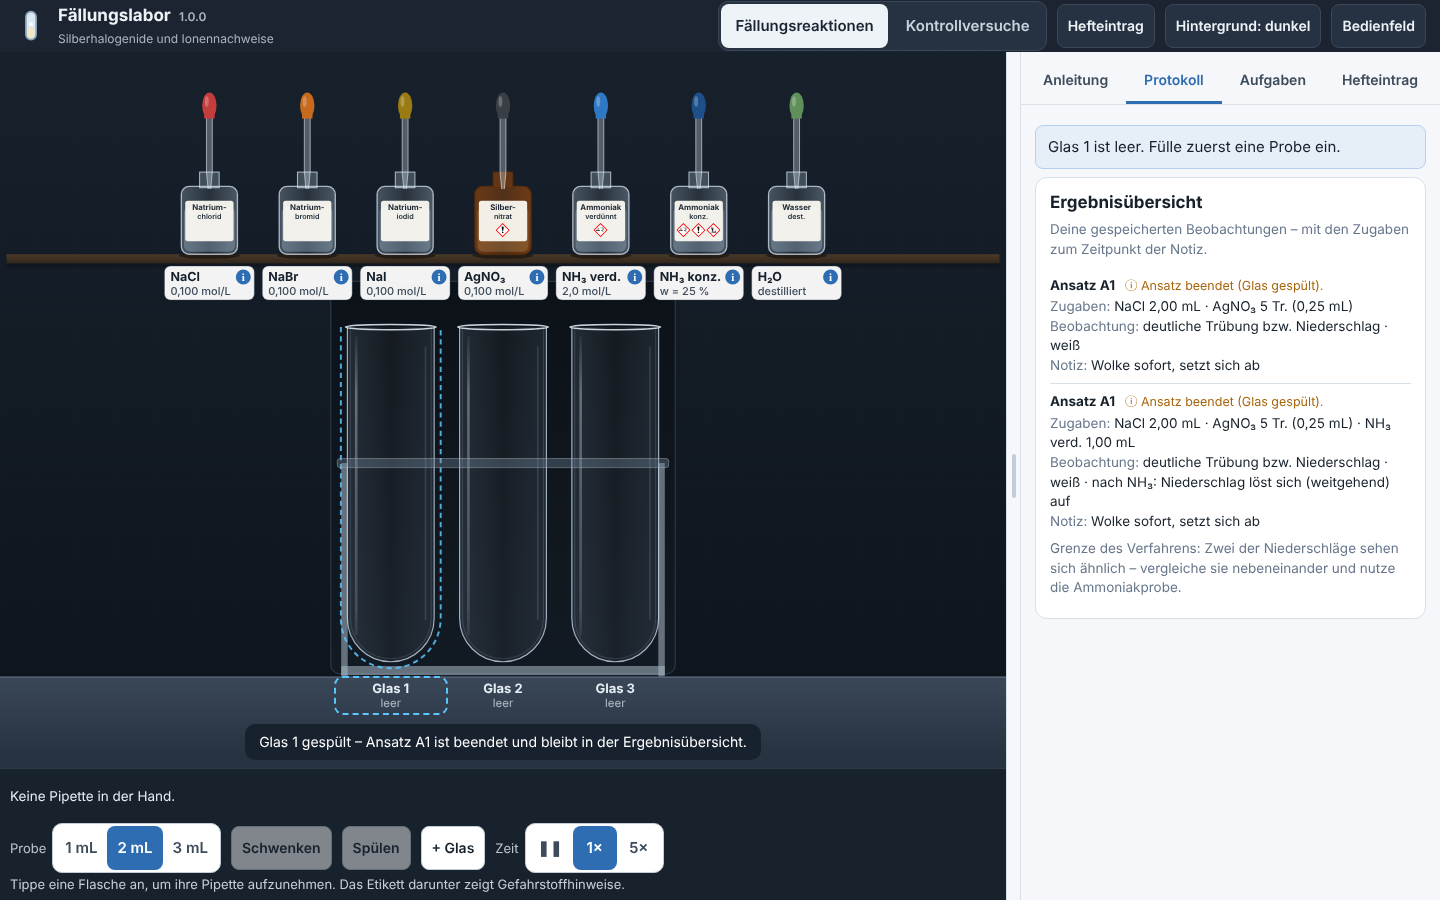 Fällungslabor 1.0.0
Silberhalogenide und Ionennachweise
Fällungsreaktionen
Kontrollversuche
Hefteintrag
Hintergrund: dunkel
Bedienfeld
Anleitung
Protokoll
Aufgaben
Hefteintrag
Natrium-
chlorid
Natrium-
bromid
Natrium-
iodid
Silber-
nitrat
Ammoniak
verdünnt
Ammoniak
konz.
Wasser
dest.
NaCl
0,100 mol/L
NaBr
0,100 mol/L
NaI
0,100 mol/L
AgNO₃
0,100 mol/L
NH₃ verd.
2,0 mol/L
NH₃ konz.
w = 25 %
H₂O
destilliert
Glas 1
leer
Glas 2
leer
Glas 3
leer
Glas 1 gespült – Ansatz A1 ist beendet und bleibt in der Ergebnisübersicht.
Keine Pipette in der Hand.
Probe
1 mL
2 mL
3 mL
Schwenken
Spülen
+ Glas
Zeit
1×
5×
Tippe eine Flasche an, um ihre Pipette aufzunehmen. Das Etikett darunter zeigt Gefahrstoffhinweise.
Glas 1 ist leer. Fülle zuerst eine Probe ein.
Ergebnisübersicht
Deine gespeicherten Beobachtungen – mit den Zugaben
zum Zeitpunkt der Notiz.
Ansatz A1 ⓘ Ansatz beendet (Glas gespült).
Zugaben: NaCl 2,00 mL · AgNO₃ 5 Tr. (0,25 mL)
Beobachtung: deutliche Trübung bzw. Niederschlag ·
weiß
Notiz: Wolke sofort, setzt sich ab
Ansatz A1 ⓘ Ansatz beendet (Glas gespült).
Zugaben: NaCl 2,00 mL · AgNO₃ 5 Tr. (0,25 mL) · NH₃
verd. 1,00 mL
Beobachtung: deutliche Trübung bzw. Niederschlag ·
weiß · nach NH₃: Niederschlag löst sich (weitgehend)
auf
Notiz: Wolke sofort, setzt sich ab
Grenze des Verfahrens: Zwei der Niederschläge sehen
sich ähnlich – vergleiche sie nebeneinander und nutze
die Ammoniakprobe.